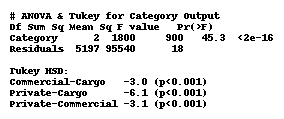 # ANOVA & Tukey for Category Output
Df Sum Sq Mean Sq F value Pr(>F)
Category 2 1800 900 45.3 <2e-16
Residuals 5197 95540 18
Tukey HSD:
Commercial-Cargo -3.0 (p<0.001)
Private-Cargo -6.1 (p<0.001)
Private-Commercial -3.1 (p<0.001)